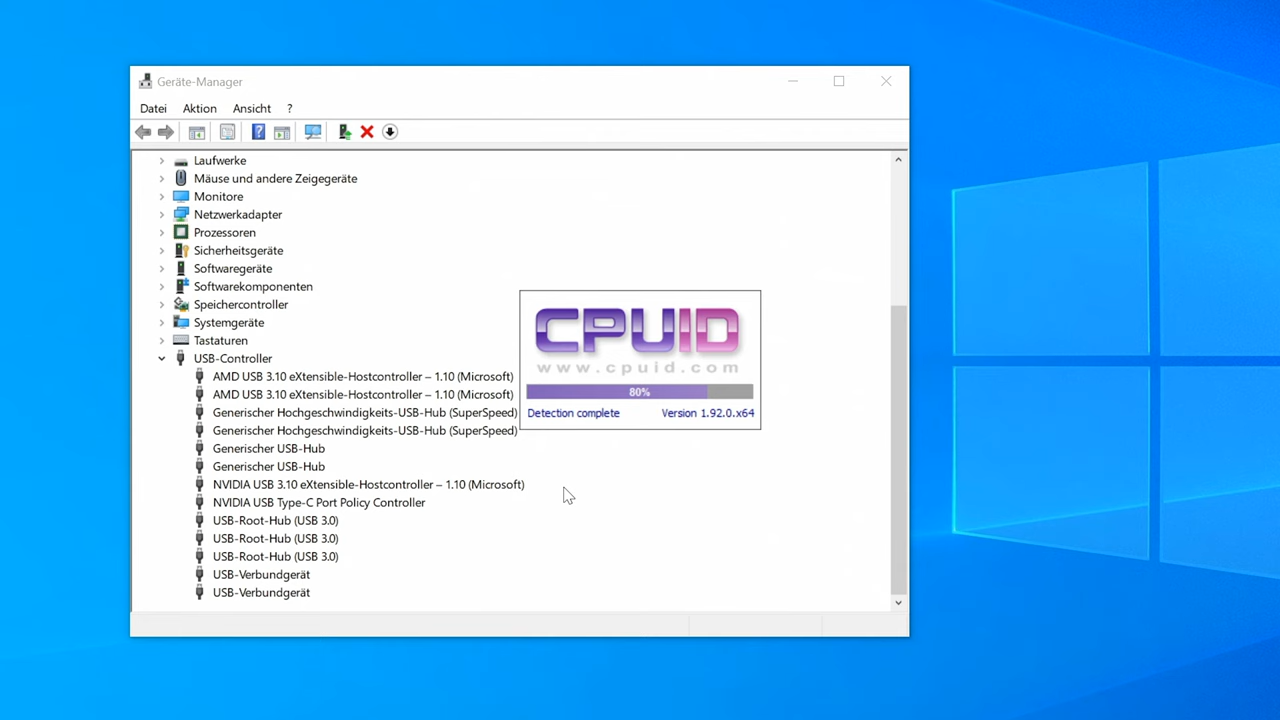 Geräte-Manager
Datei Aktion Ansicht ?
Laufwerke
Mäuse und andere Zeigegeräte
Monitore
Netzwerkadapter
Prozessoren
Sicherheitsgeräte
Softwaregeräte
Softwarekomponenten
Speichercontroller
Systemgeräte
Tastaturen
USB-Controller
AMD USB 3.10 eXtensible-Hostcontroller – 1.10 (Microsoft)
AMD USB 3.10 eXtensible-Hostcontroller – 1.10 (Microsoft)
Generischer Hochgeschwindigkeits-USB-Hub (SuperSpeed)
Generischer Hochgeschwindigkeits-USB-Hub (SuperSpeed)
Generischer USB-Hub
Generischer USB-Hub
NVIDIA USB 3.10 eXtensible-Hostcontroller – 1.10 (Microsoft)
NVIDIA USB Type-C Port Policy Controller
USB-Root-Hub (USB 3.0)
USB-Root-Hub (USB 3.0)
USB-Root-Hub (USB 3.0)
USB-Verbundgerät
USB-Verbundgerät
CPUID
www.cpuid.com
80%
Detection complete Version 1.92.0.x64